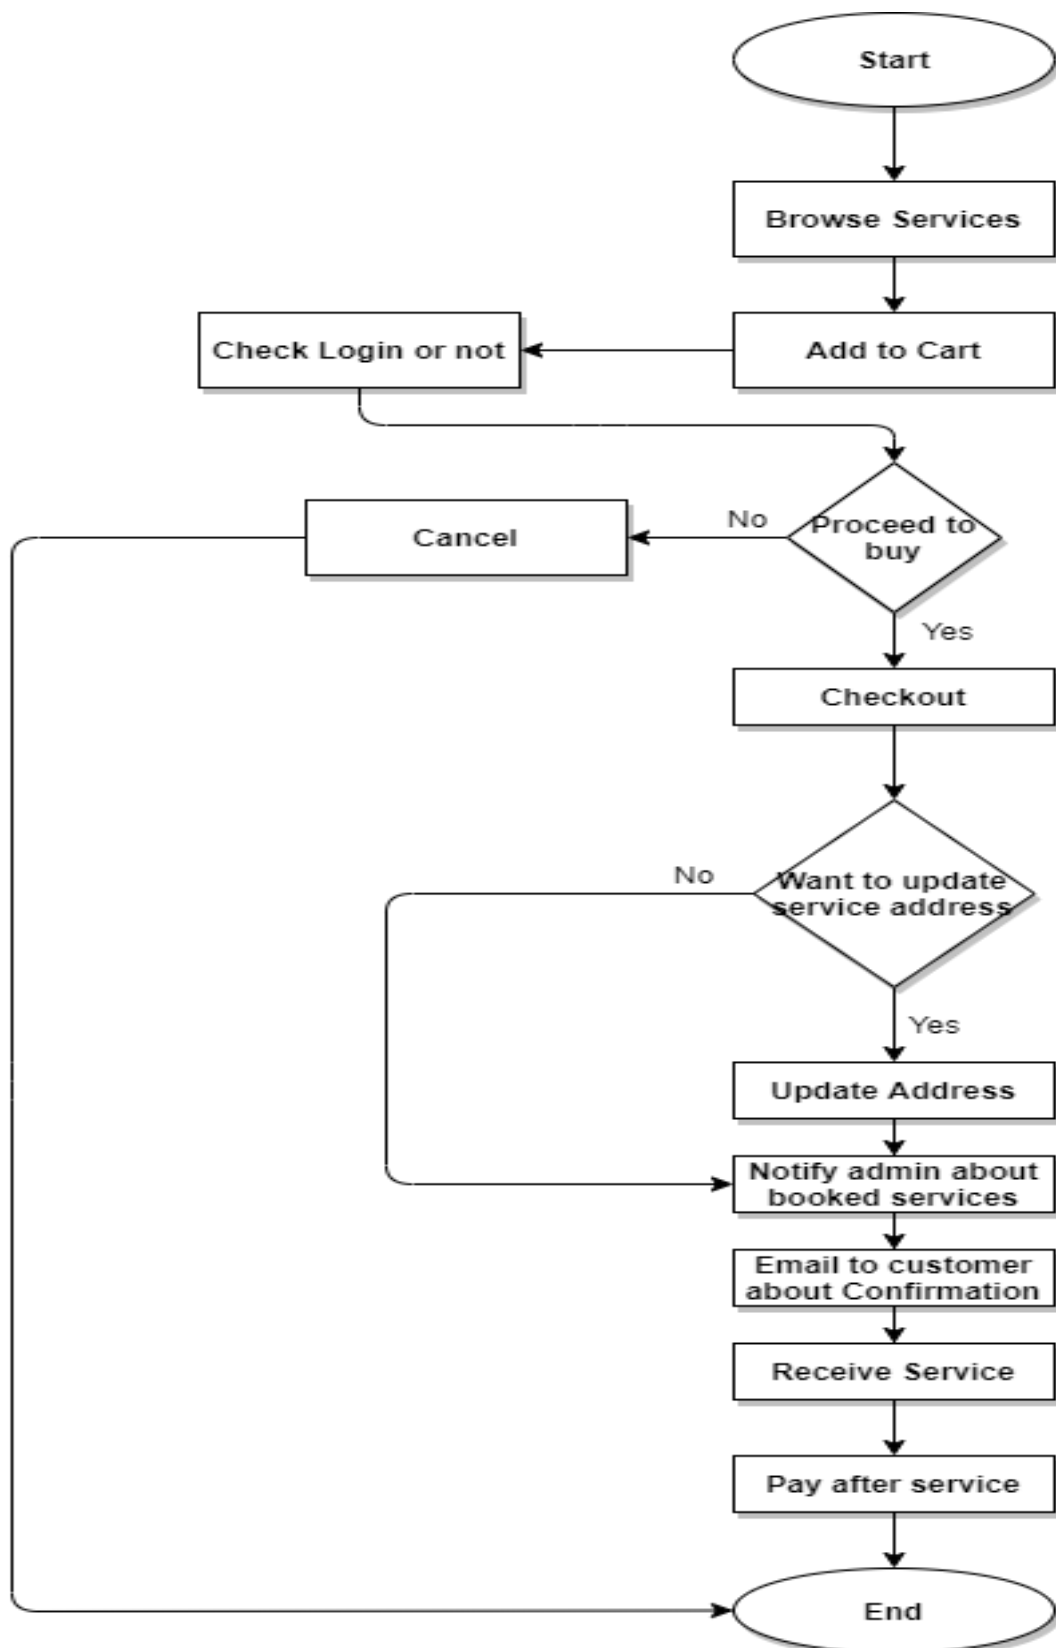 Start
Browse Services
Check Login or not
Add to Cart
Cancel
No
Proceed to
buy
Yes
Checkout
No
Want to update
service address
Yes
Update Address
Notify admin about
booked services
Email to customer
about Confirmation
Receive Service
Pay after service
End